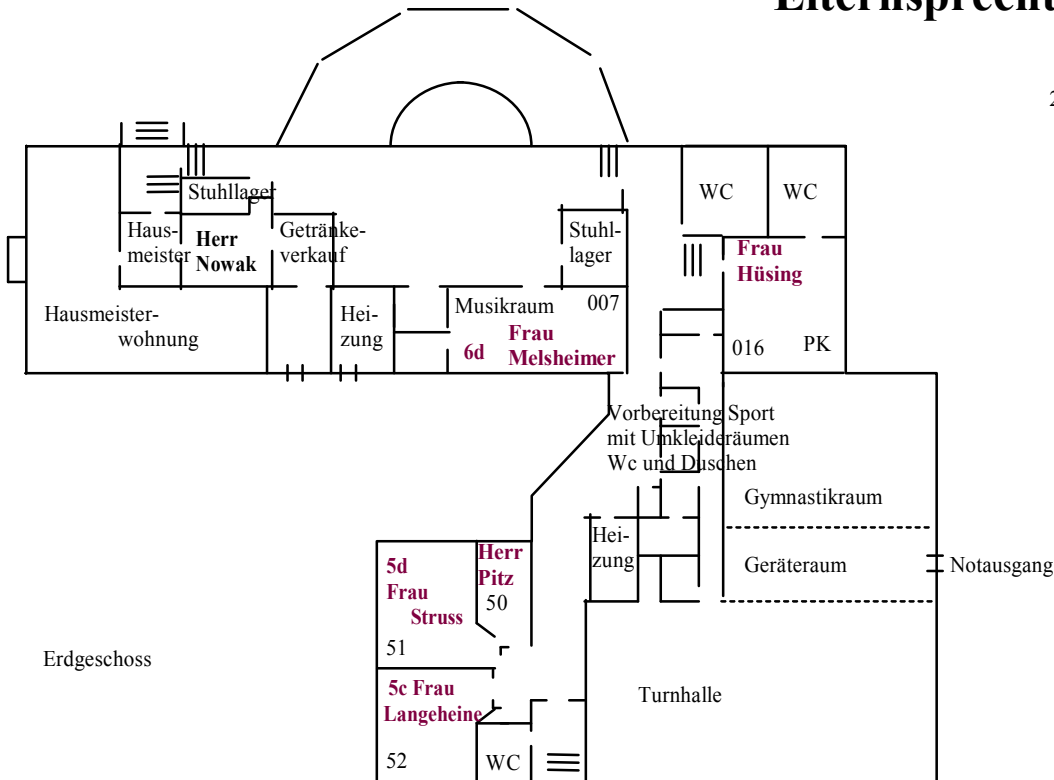 Elternsprecht
2
Stuhllager
WC
WC
Haus-
meister
Herr
Nowak
Getränke-
verkauf
Stuhl-
lager
Frau
Hüsing
Hausmeister-
wohnung
Hei-
zung
Musikraum
007
6d
Frau
Melsheimer
016
PK
Vorbereitung Sport
mit Umkleideräumen
Wc und Duschen
Gymnastikraum
Hei-
zung
Geräteraum
Notausgang
5d
Frau
Struss
51
Herr
Pitz
50
Erdgeschoss
5c Frau
Langeheine
52
WC
Turnhalle